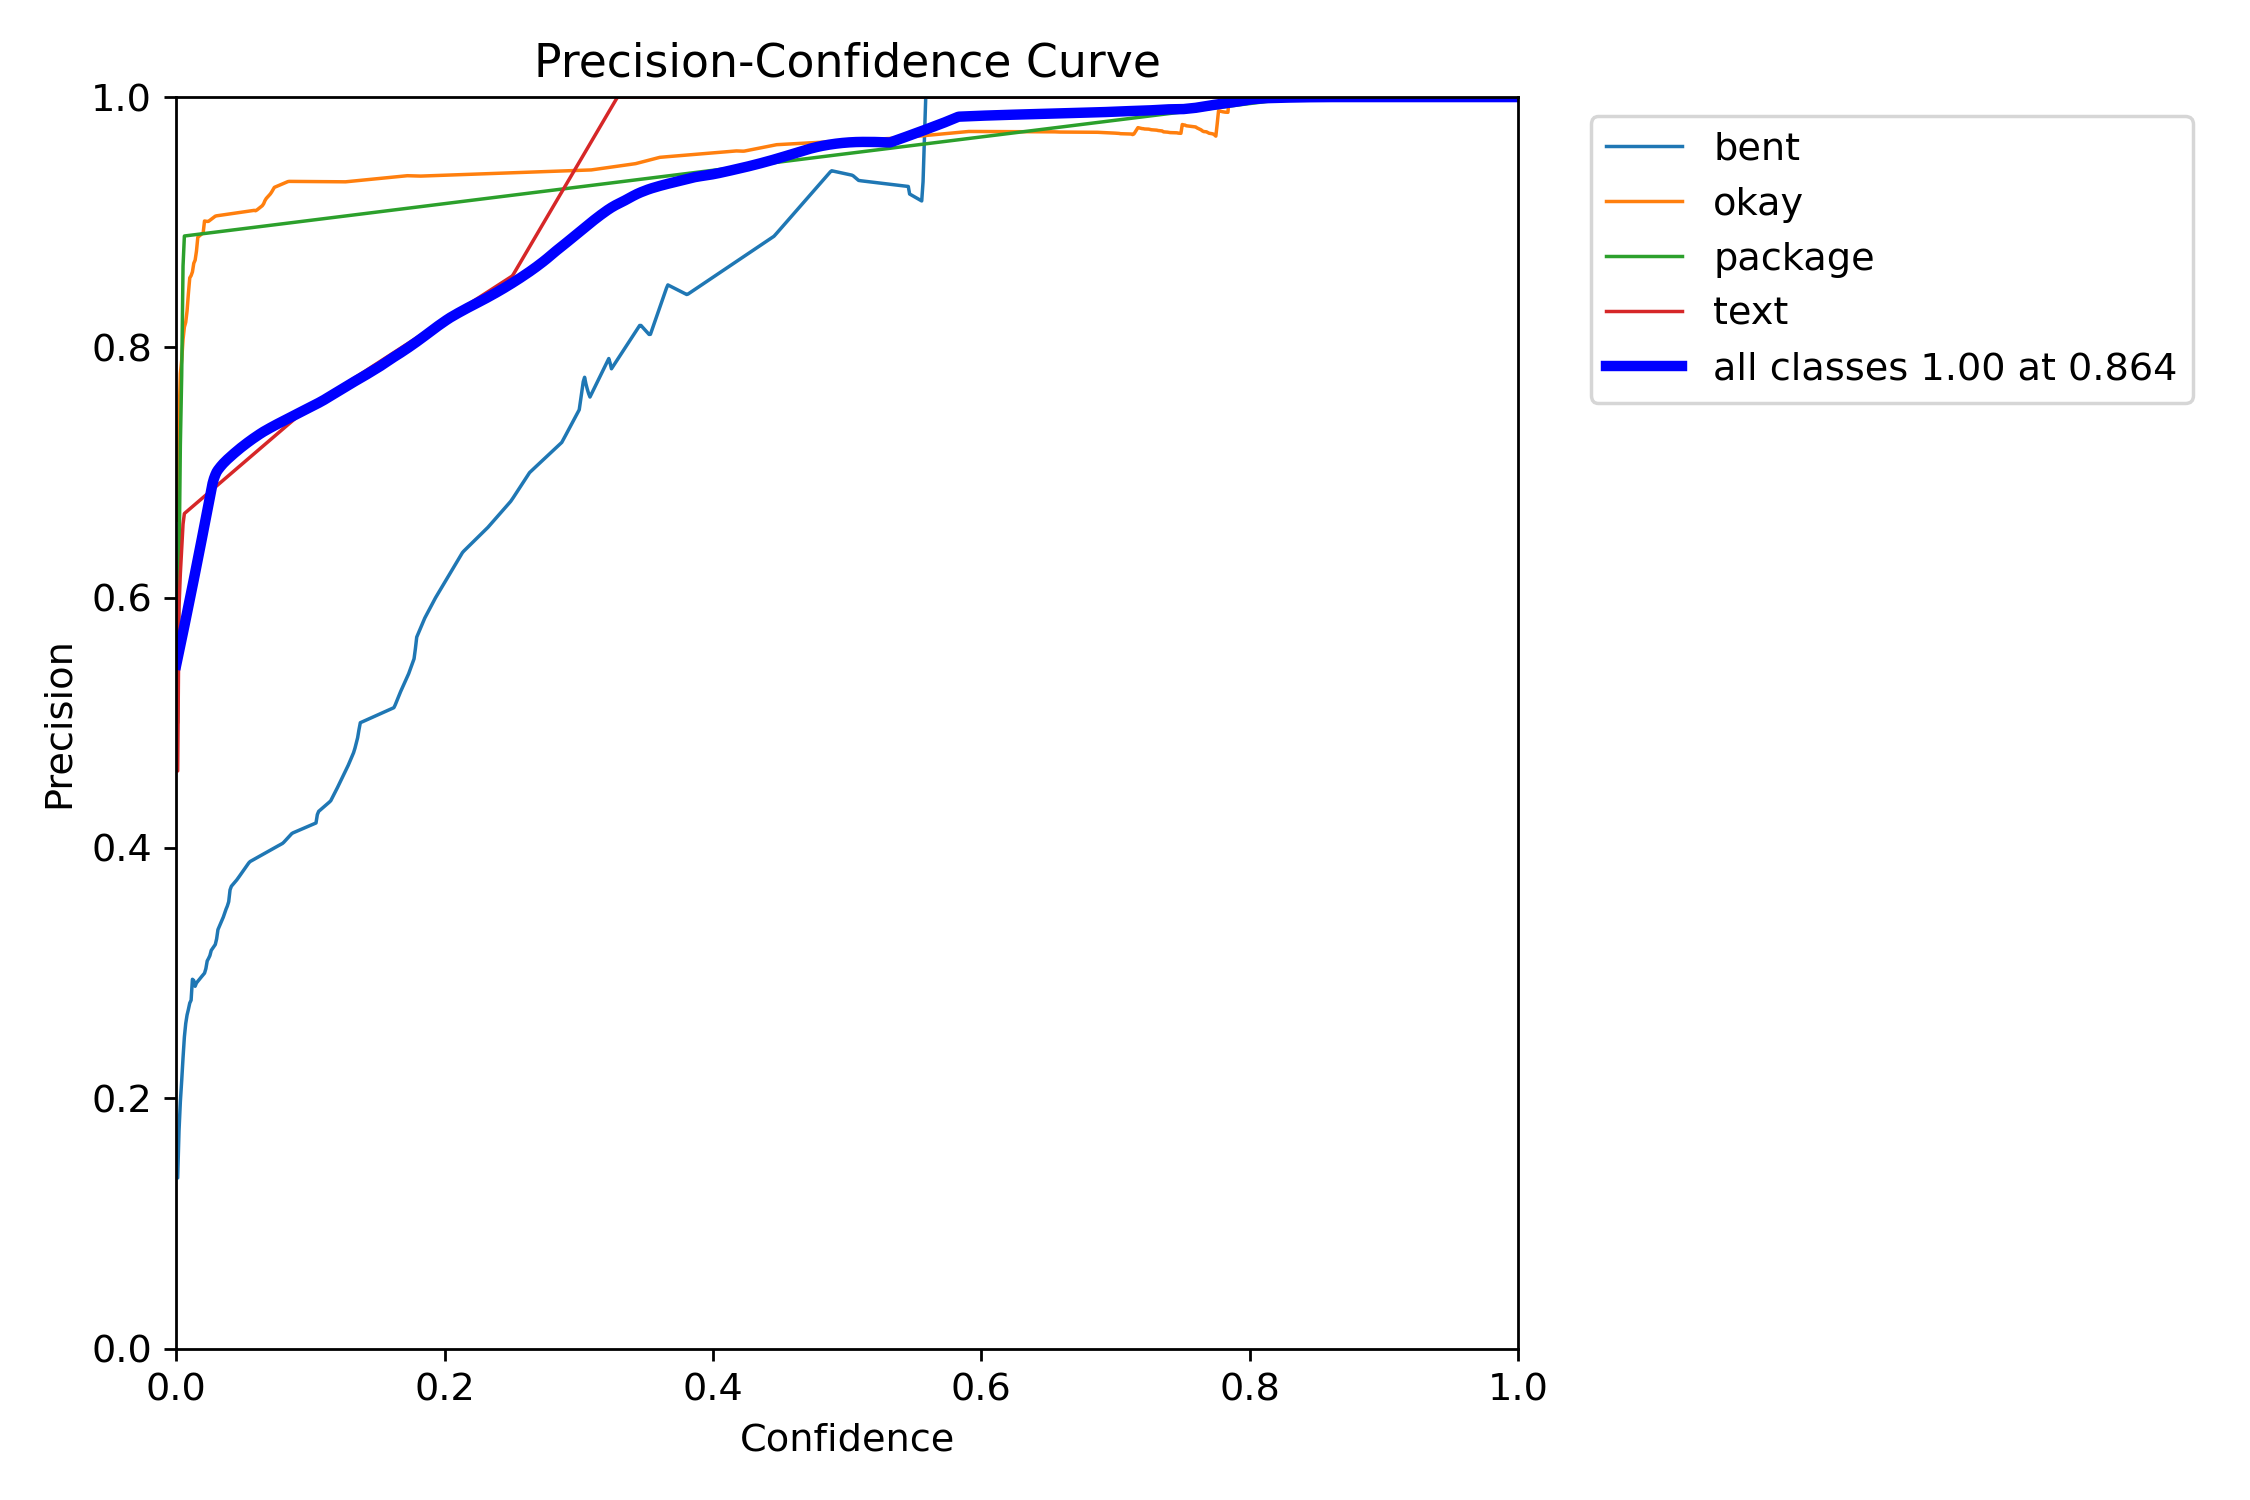 Precision-Confidence Curve
1.0
0.8
0.6
0.4
0.2
0.0
Precision
0.0 0.2 0.4 0.6 0.8 1.0
Confidence
bent
okay
package
text
all classes 1.00 at 0.864